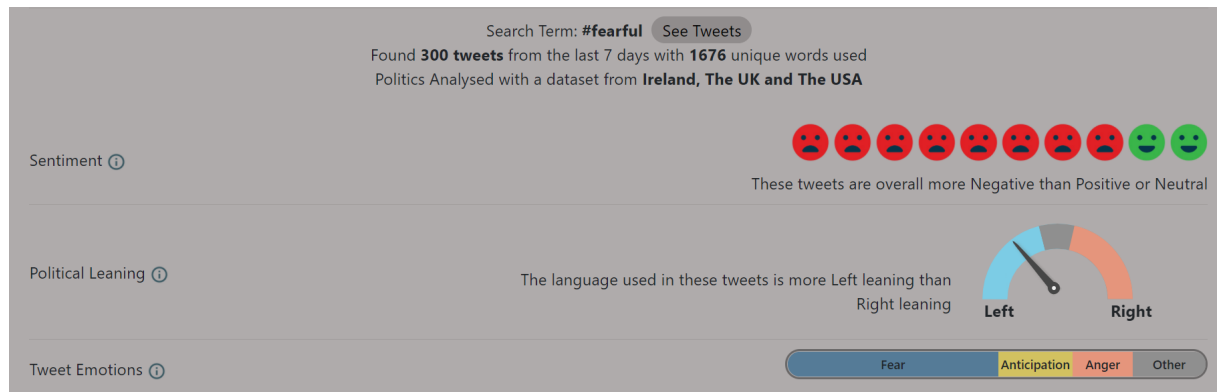 Search Term: #fearful See Tweets
Found 300 tweets from the last 7 days with 1676 unique words used
Politics Analysed with a dataset from Ireland, The UK and The USA
Sentiment
These tweets are overall more Negative than Positive or Neutral
Political Leaning
The language used in these tweets is more Left leaning than
Right leaning
Left Right
Tweet Emotions
Fear Anticipation Anger Other